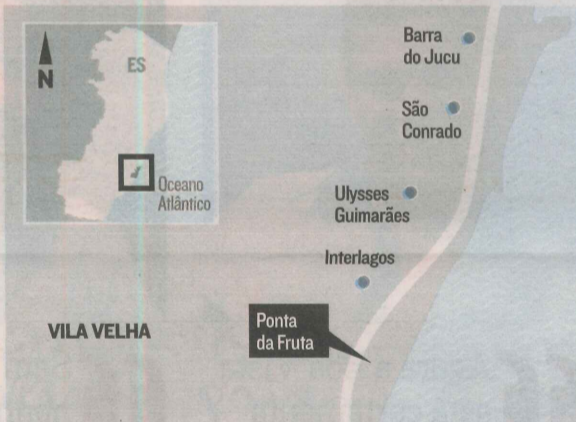 N
ES
Oceano
Atlântico
Barra
do Jucu
São
Conrado
Ulysses
Guimarães
Interlagos
VILA VELHA
Ponta
da Fruta